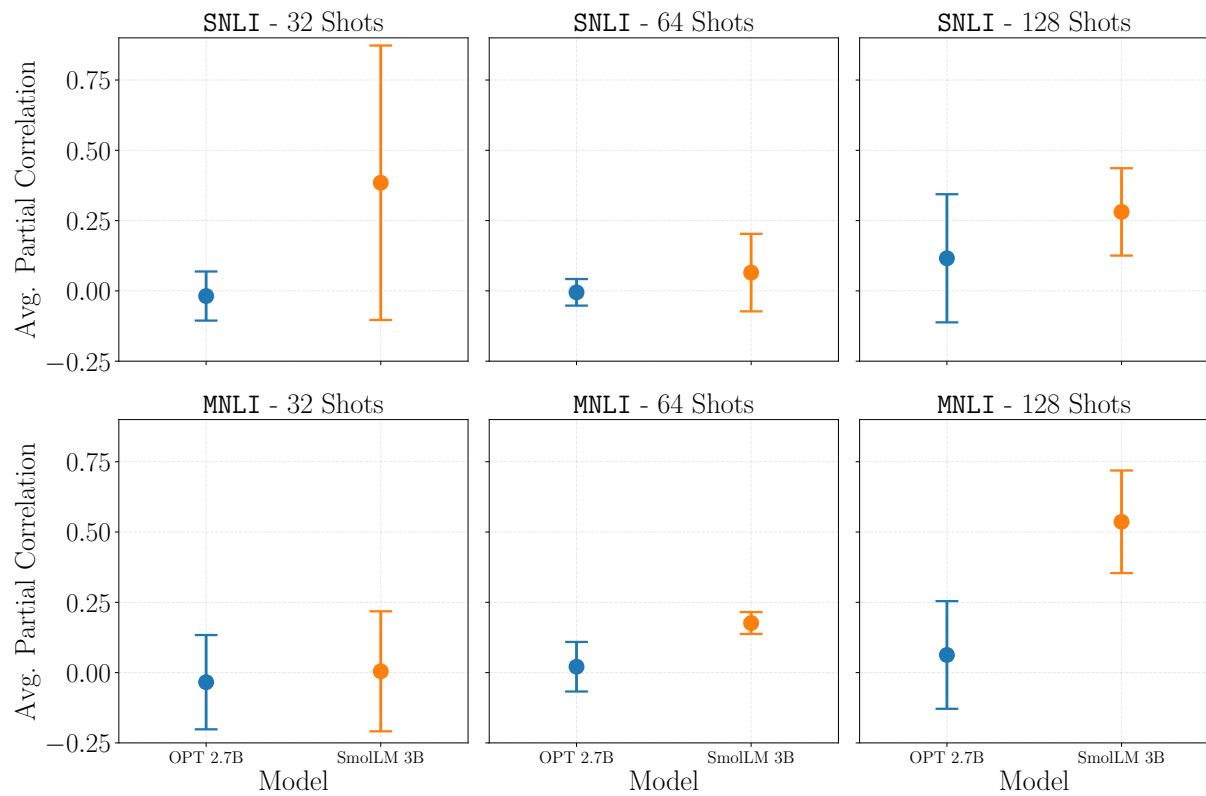 SNLI - 32 Shots
SNLI - 64 Shots
SNLI - 128 Shots
Avg. Partial Correlation
0.75
0.50
0.25
0.00
−0.25
MNLI - 32 Shots
MNLI - 64 Shots
MNLI - 128 Shots
Avg. Partial Correlation
0.75
0.50
0.25
0.00
−0.25
OPT 2.7B
SmolLM 3B
OPT 2.7B
SmolLM 3B
OPT 2.7B
SmolLM 3B
Model
Model
Model